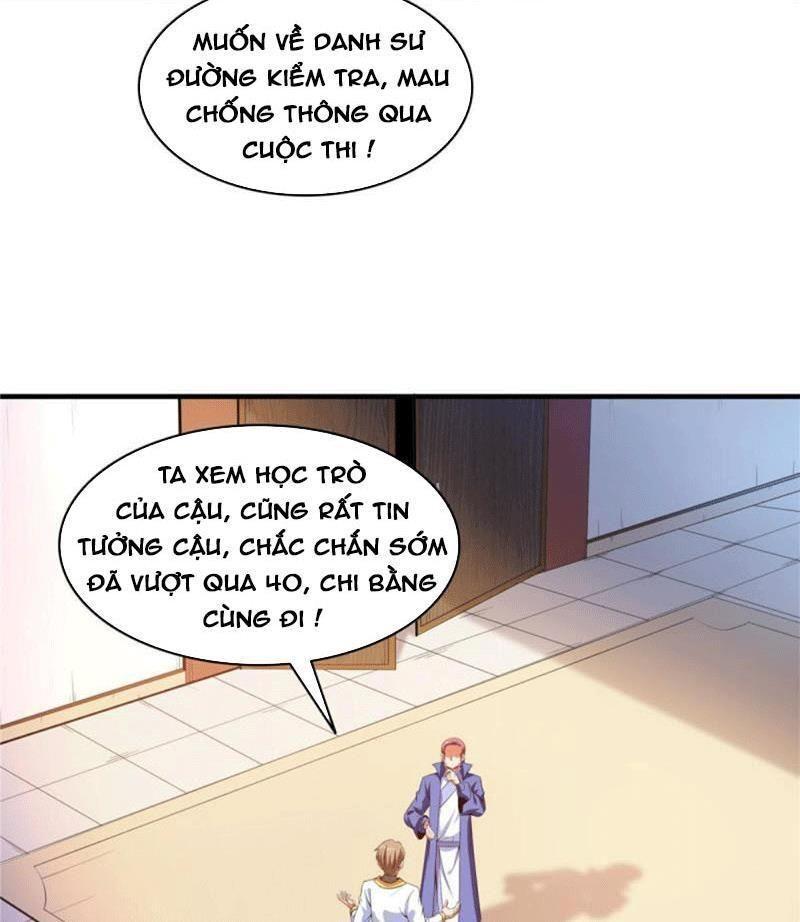 MUỐN VỀ DANH SƯ
ĐƯỜNG KIỂM TRA, MAU
CHỐNG THÔNG QUA
CUỘC THI !
TA XEM HỌC TRÒ
CỦA CẬU, CŨNG RẤT TIN
TƯỞNG CẬU, CHẮC CHẮN SỚM
ĐÃ VƯỢT QUA 40, CHI BẰNG
CÙNG ĐI !